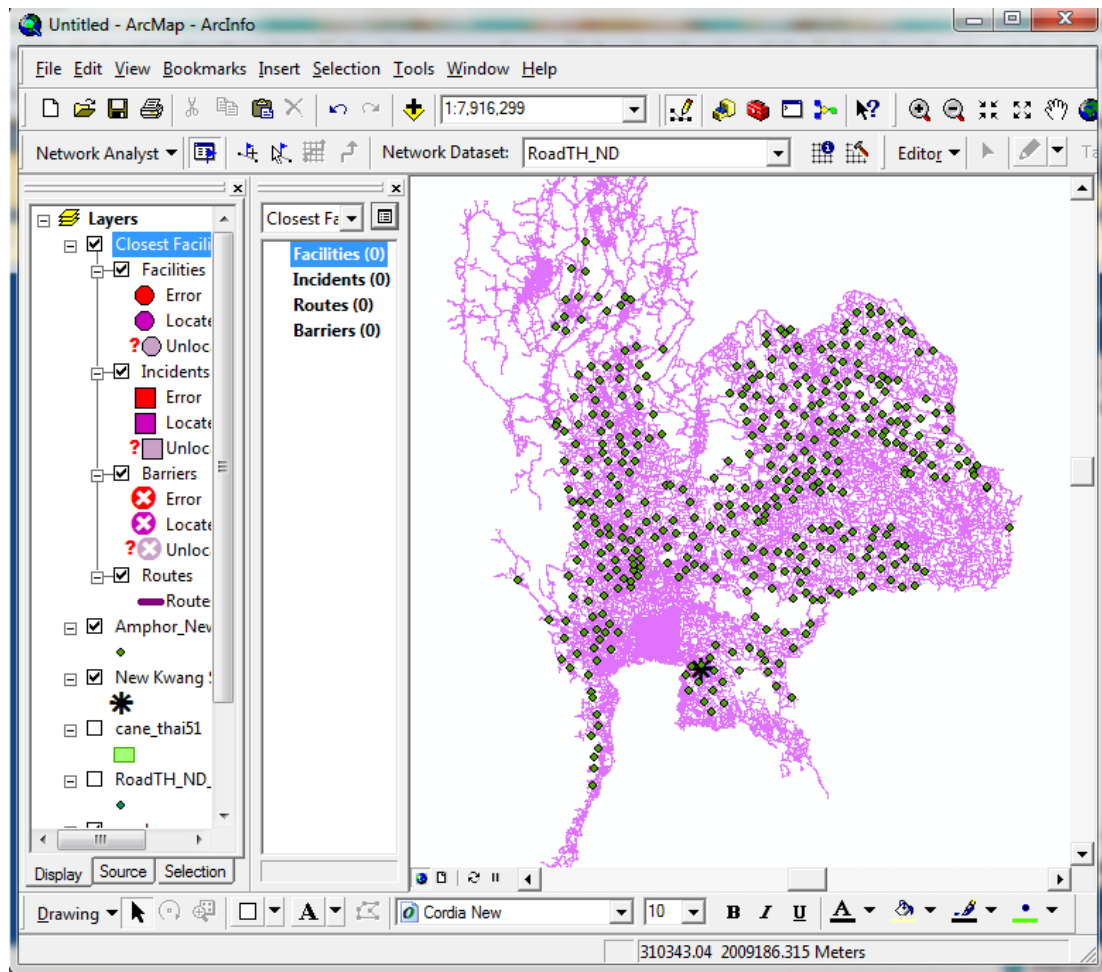 Untitled - ArcMap - ArcInfo
File Edit View Bookmarks Insert Selection Tools Window Help
1:7,916,299
Network Analyst Network Dataset: RoadTH_ND Editor Ta
Layers
Closest Facili
Facilities
Error
Locate
? Unloc
Incidents
Error
Locate
? Unloc
Barriers
Error
Locate
? Unloc
Routes
Route
Amphor_New
New Kwang S
cane_thai51
RoadTH_ND_
Display Source Selection
Closest Fa
Facilities (0)
Incidents (0)
Routes (0)
Barriers (0)
Drawing A Cordia New 10 B I U A
310343.04 2009186.315 Meters